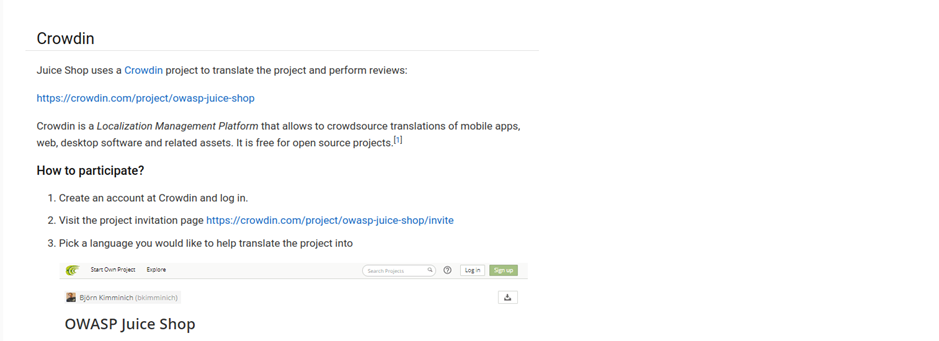 Crowdin
Juice Shop uses a Crowdin project to translate the project and perform reviews:
https://crowdin.com/project/owasp-juice-shop
Crowdin is a Localization Management Platform that allows to crowdsource translations of mobile apps,
web, desktop software and related assets. It is free for open source projects.[1]
How to participate?
1. Create an account at Crowdin and log in.
2. Visit the project invitation page https://crowdin.com/project/owasp-juice-shop/invite
3. Pick a language you would like to help translate the project into
Start Own Project Explore Search Projects Log in Sign up
Björn Kimminich (bkimminich)
OWASP Juice Shop